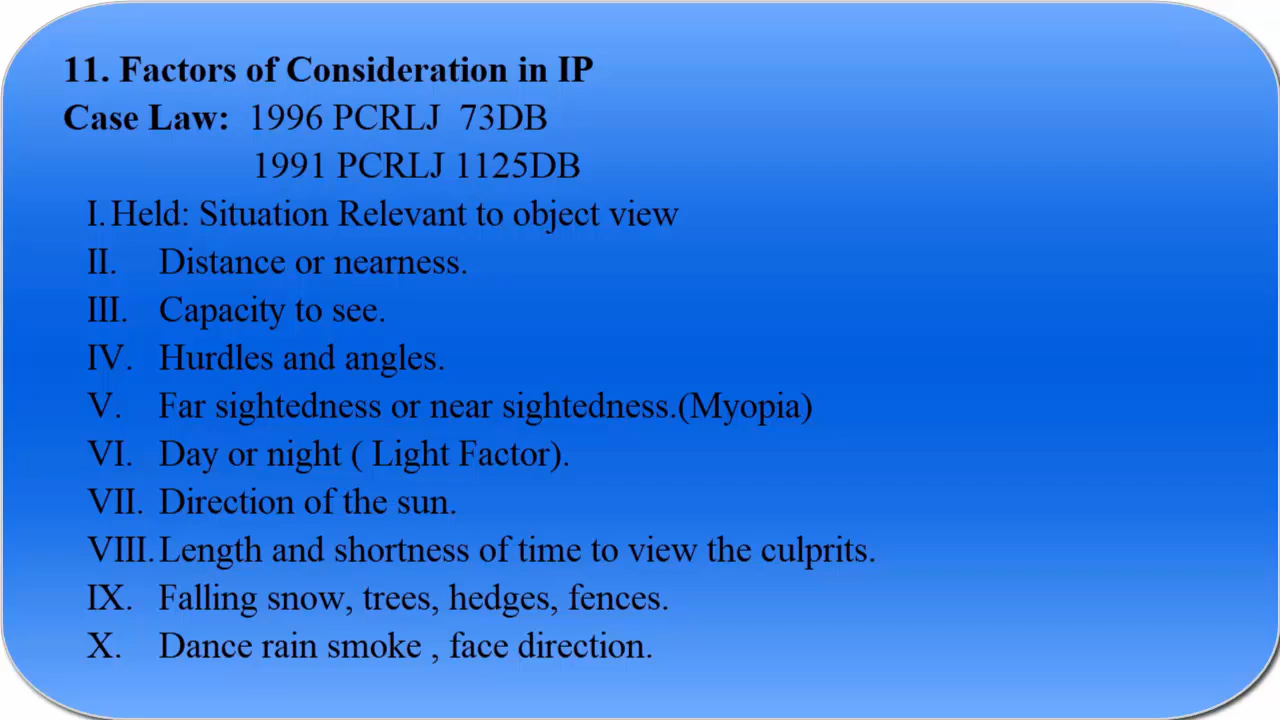 11. Factors of Consideration in IP
Case Law: 1996 PCRLJ 73DB
1991 PCRLJ 1125DB
I. Held: Situation Relevant to object view
II. Distance or nearness.
III. Capacity to see.
IV. Hurdles and angles.
V. Far sightedness or near sightedness.(Myopia)
VI. Day or night ( Light Factor).
VII. Direction of the sun.
VIII. Length and shortness of time to view the culprits.
IX. Falling snow, trees, hedges, fences.
X. Dance rain smoke , face direction.